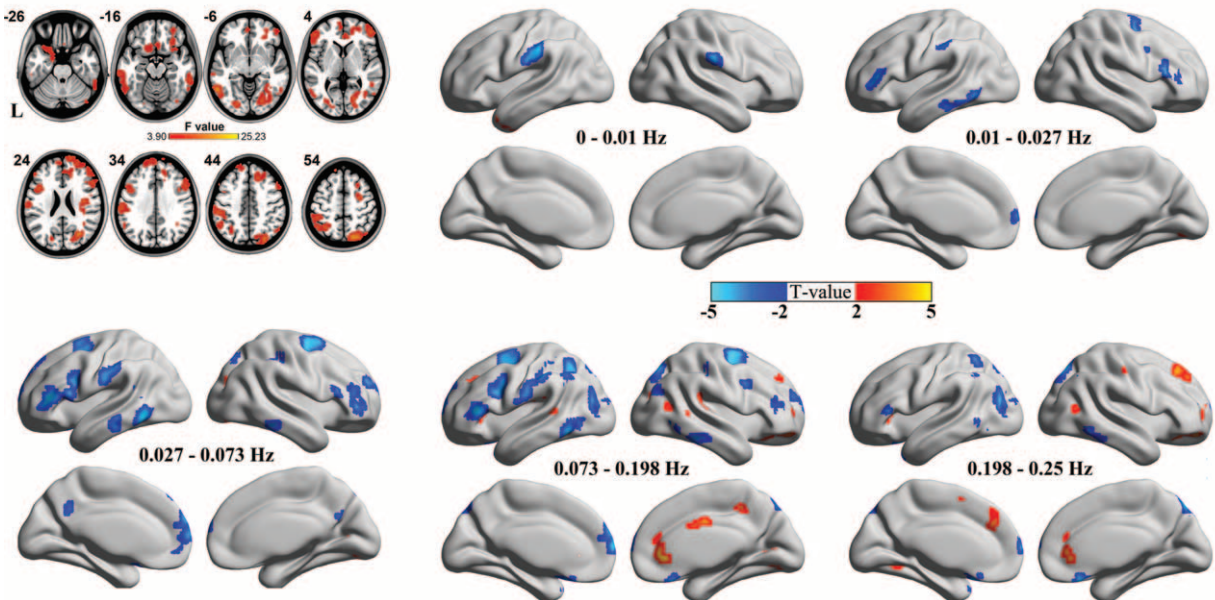 -26 -16 -6 4
L
F value
3.90 25.23
24 34 44 54
0 - 0.01 Hz
0.01 - 0.027 Hz
T-value
-5 -2 2 5
0.027 - 0.073 Hz
0.073 - 0.198 Hz
0.198 - 0.25 Hz